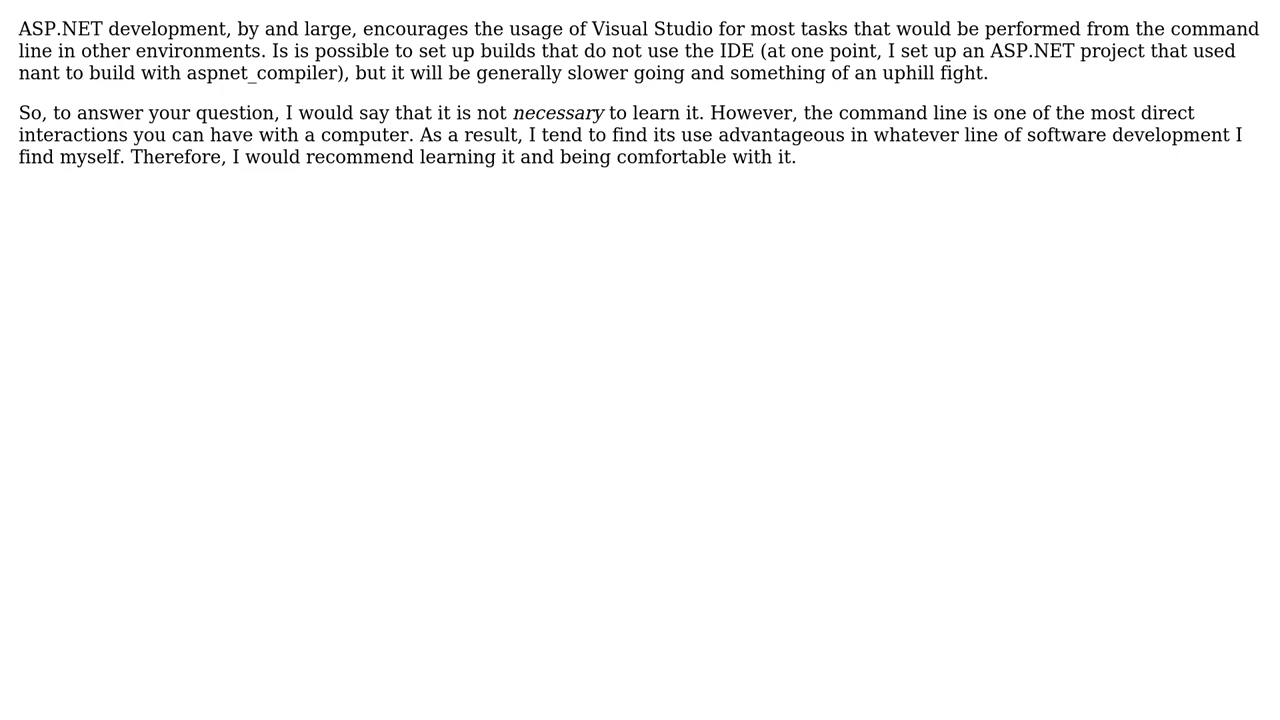 ASP.NET development, by and large, encourages the usage of Visual Studio for most tasks that would be performed from the command
line in other environments. Is is possible to set up builds that do not use the IDE (at one point, I set up an ASP.NET project that used
nant to build with aspnet_compiler), but it will be generally slower going and something of an uphill fight.
So, to answer your question, I would say that it is not necessary to learn it. However, the command line is one of the most direct
interactions you can have with a computer. As a result, I tend to find its use advantageous in whatever line of software development I
find myself. Therefore, I would recommend learning it and being comfortable with it.